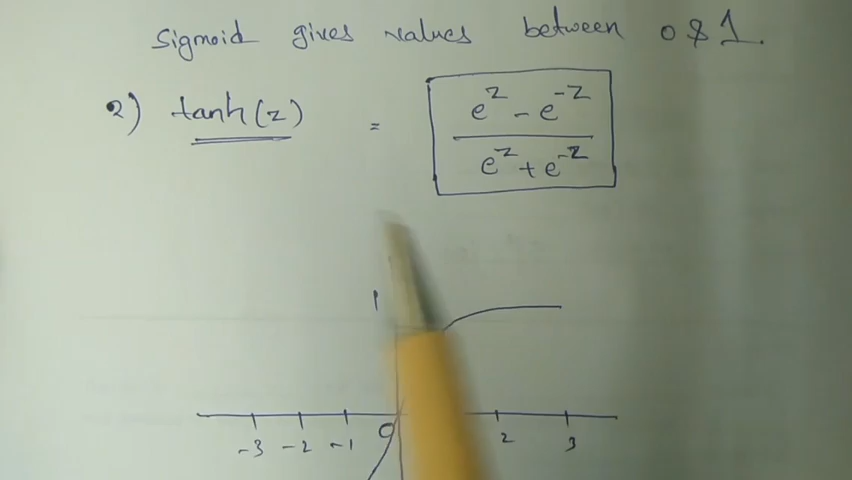 Sigmoid gives values between 0 & 1.
2) tanh(z) = (e^z - e^-z) / (e^z + e^-z)
1
-3 -2 -1 0 2 3